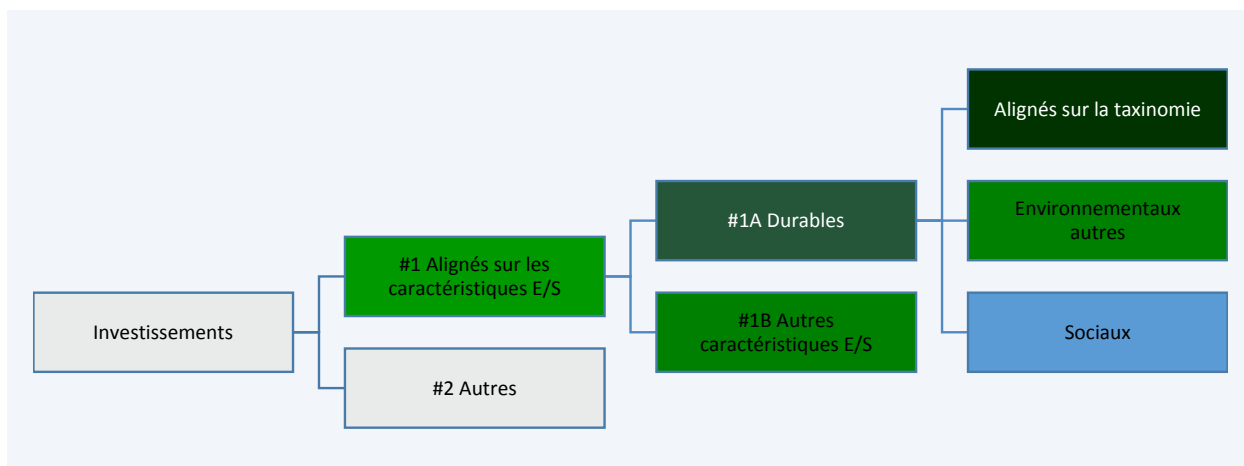 Alignés sur la taxinomie
#1A Durables
Environnementaux
autres
#1 Alignés sur les
caractéristiques E/S
Investissements
#1B Autres
caractéristiques E/S
Sociaux
#2 Autres